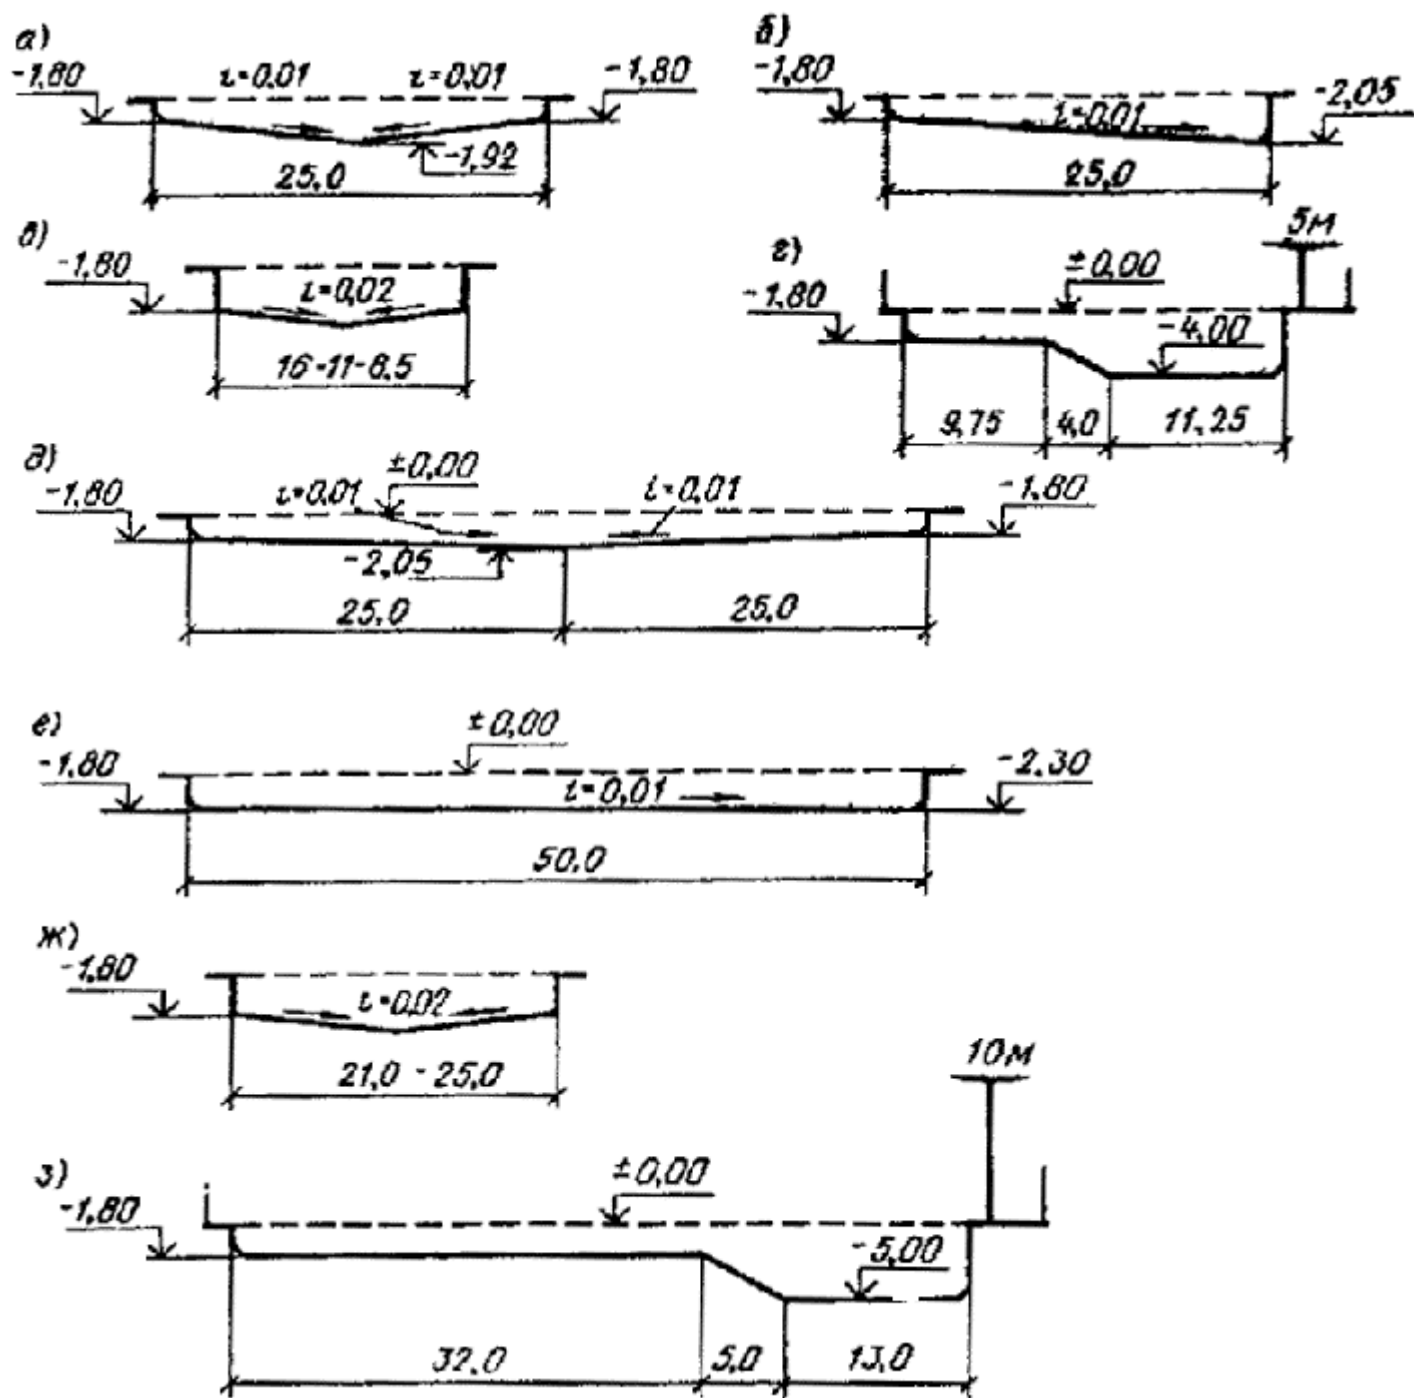 а) б)
-1,80 i=0.01 i=0.01 -1,80 -1,80 -2,05
i=0.01
-1,92
25,0 25,0
в) г) 5м
-1,80 ±0,00
i=0,02 -1,80
-4,00
16-11-8.5 9,75 4,0 11,25
д) ±0,00
-1,80 i=0,01 i=0,01 -1,80
-2,05
25,0 25,0
е) ±0,00
-1,80 -2.30
i=0,01
50,0
ж)
-1,80
i=0,02
21,0-25,0 10м
з) ±0,00
-1,80
-5,00
32,0 5,0 13,0